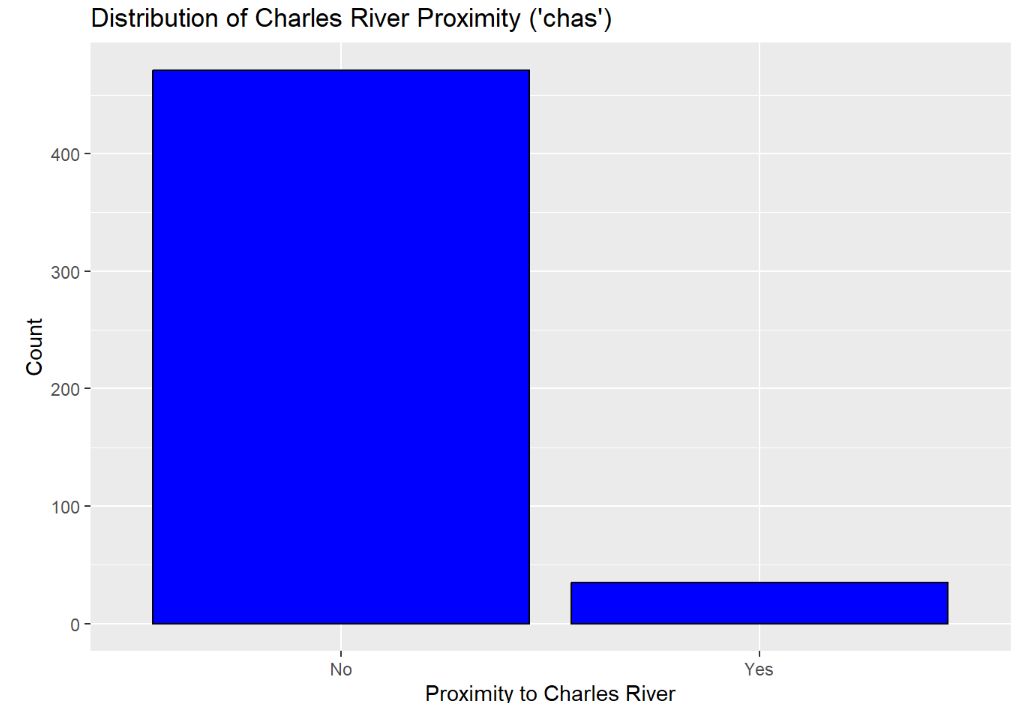 Distribution of Charles River Proximity ('chas')
Count
400
300
200
100
0
No Yes
Proximity to Charles River